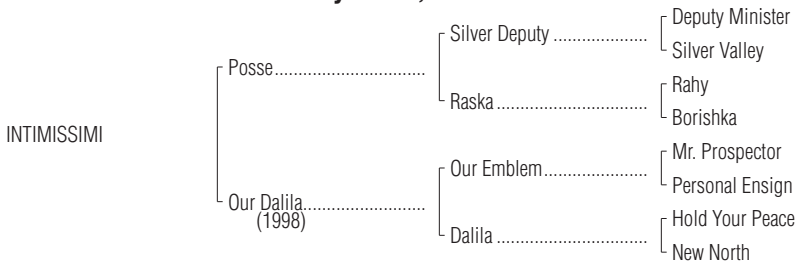 Deputy Minister
Silver Deputy ....................
Silver Valley
Posse................................
Rahy
Raska ................................
Borishka
INTIMISSIMI
Mr. Prospector
Our Emblem......................
Personal Ensign
Our Dalila..........................
(1998)
Hold Your Peace
Dalila ................................
New North